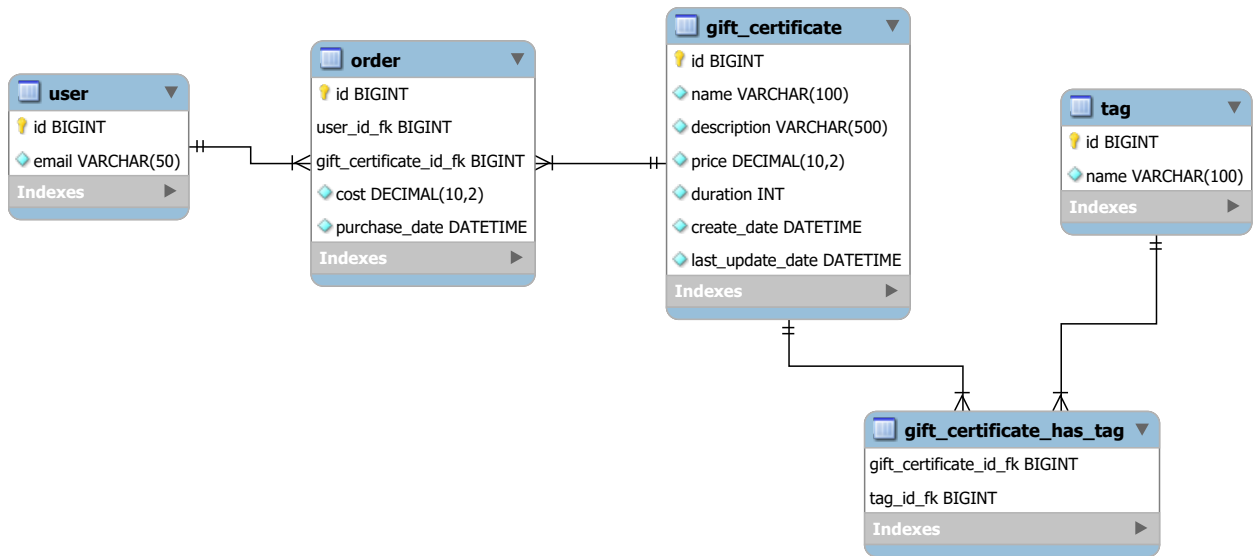 user
id BIGINT
email VARCHAR(50)
Indexes
order
id BIGINT
user_id_fk BIGINT
gift_certificate_id_fk BIGINT
cost DECIMAL(10,2)
purchase_date DATETIME
Indexes
gift_certificate
id BIGINT
name VARCHAR(100)
description VARCHAR(500)
price DECIMAL(10,2)
duration INT
create_date DATETIME
last_update_date DATETIME
Indexes
tag
id BIGINT
name VARCHAR(100)
Indexes
gift_certificate_has_tag
gift_certificate_id_fk BIGINT
tag_id_fk BIGINT
Indexes